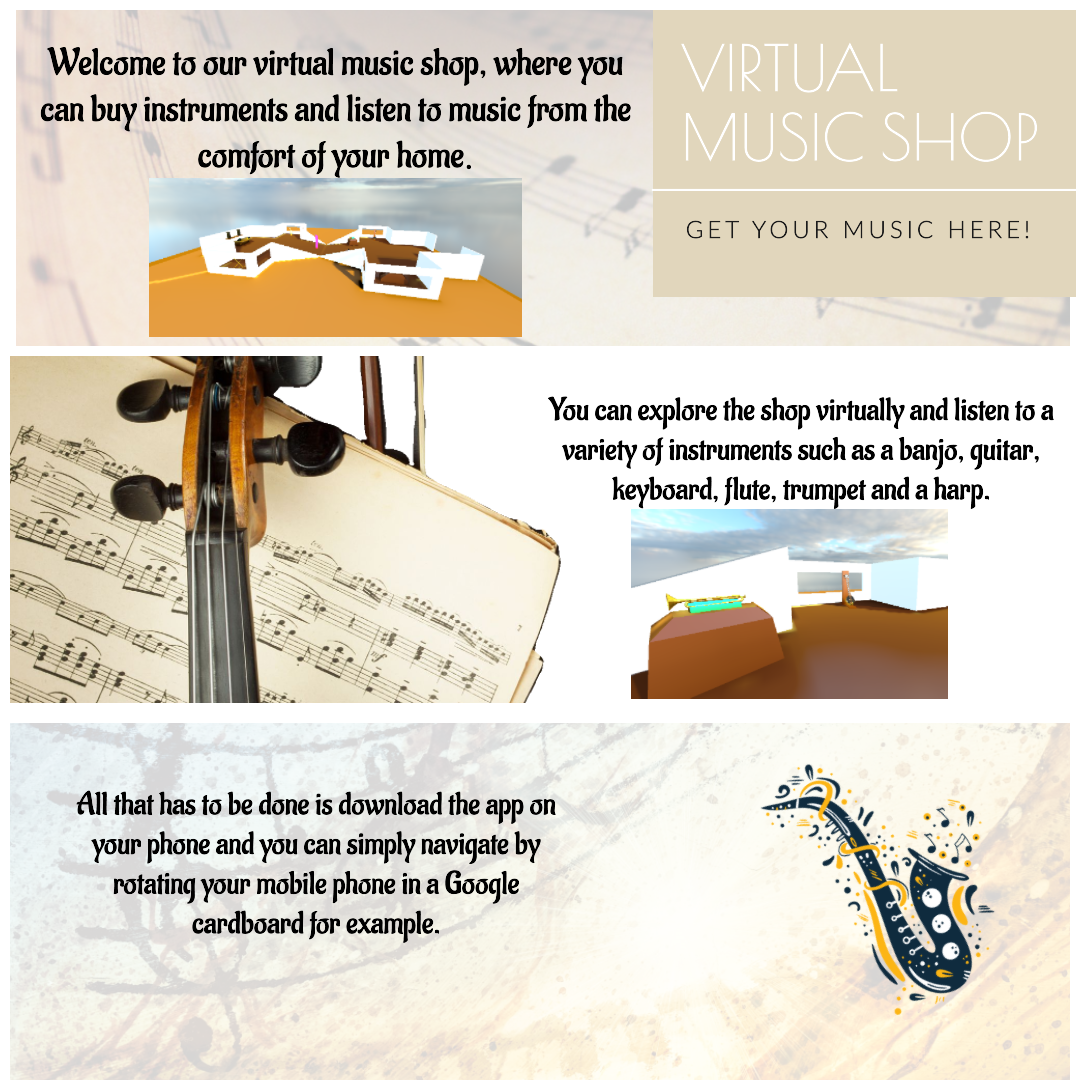 Welcome to our virtual music shop, where you
can buy instruments and listen to music from the
comfort of your home.
VIRTUAL
MUSIC SHOP
GET YOUR MUSIC HERE!
You can explore the shop virtually and listen to a
variety of instruments such as a banjo, guitar,
keyboard, flute, trumpet and a harp.
All that has to be done is download the app on
your phone and you can simply navigate by
rotating your mobile phone in a Google
cardboard for example.